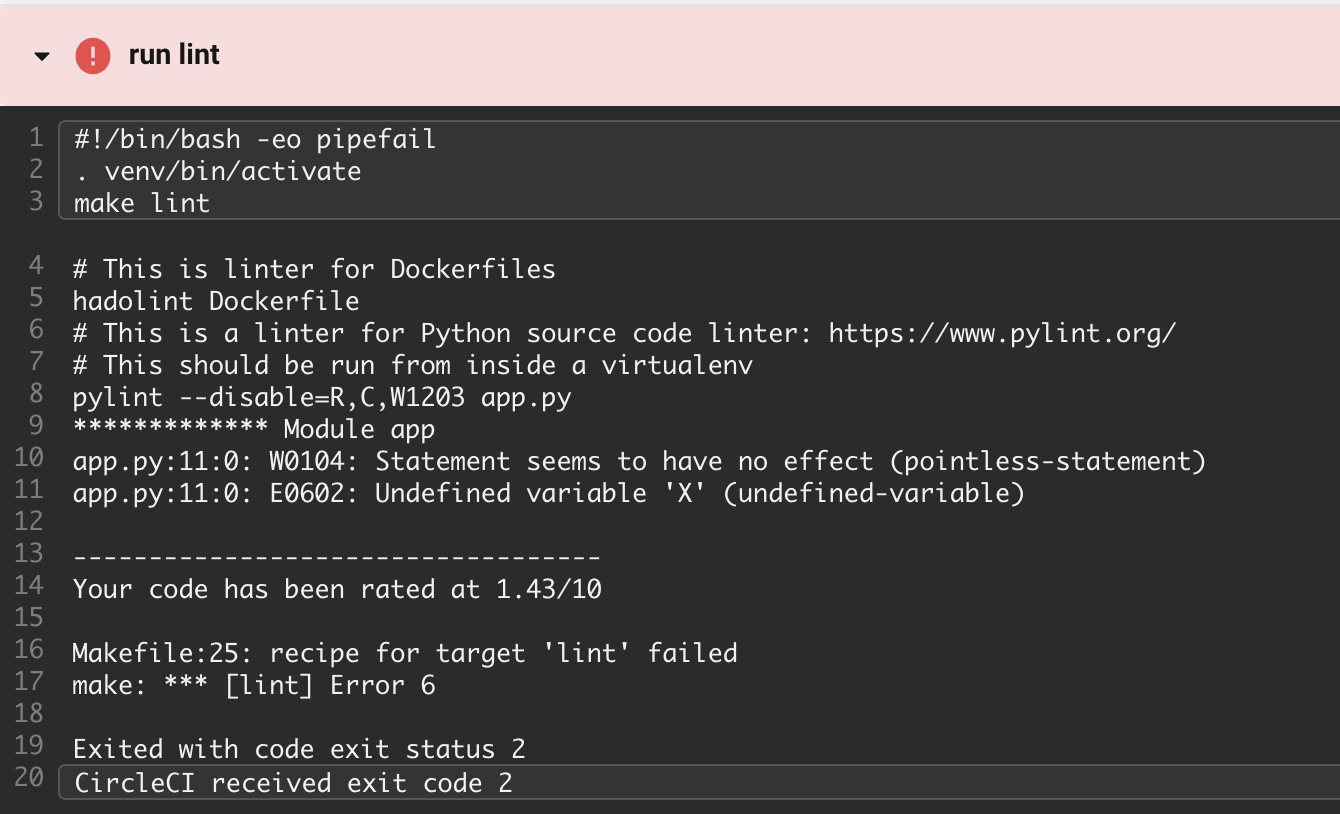 run lint
1 #!/bin/bash -eo pipefail
2 . venv/bin/activate
3 make lint
4 # This is linter for Dockerfiles
5 hadolint Dockerfile
6 # This is a linter for Python source code linter: https://www.pylint.org/
7 # This should be run from inside a virtualenv
8 pylint --disable=R,C,W1203 app.py
9 ************* Module app
10 app.py:11:0: W0104: Statement seems to have no effect (pointless-statement)
11 app.py:11:0: E0602: Undefined variable 'X' (undefined-variable)
12
13 -----------------------------------
14 Your code has been rated at 1.43/10
15
16 Makefile:25: recipe for target 'lint' failed
17 make: *** [lint] Error 6
18
19 Exited with code exit status 2
20 CircleCI received exit code 2